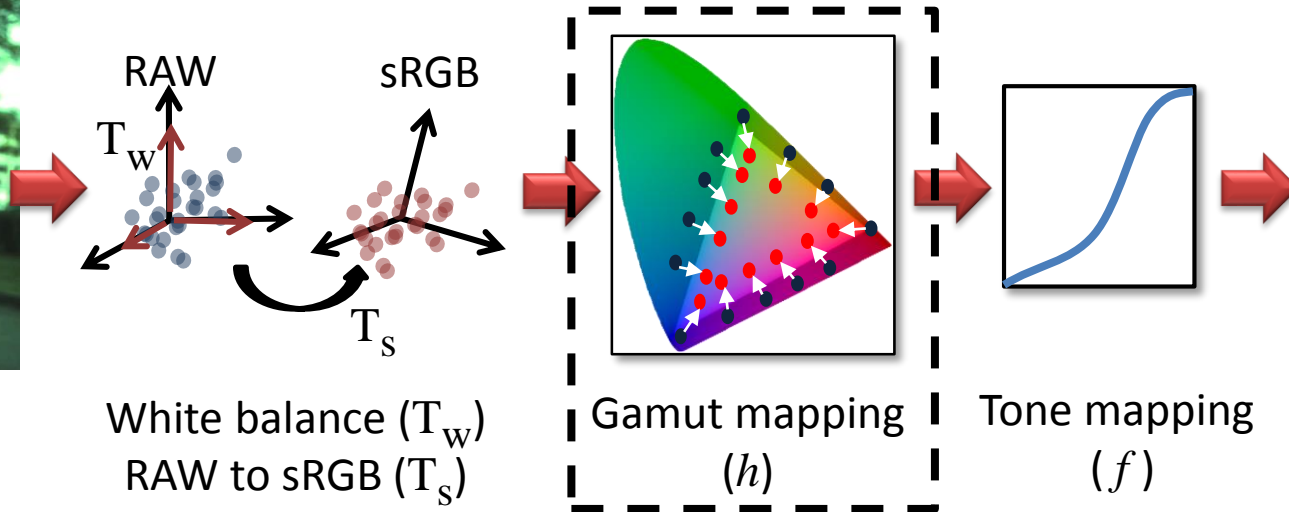 RAW
sRGB
T_w
T_s
White balance (T_w)
RAW to sRGB (T_s)
Gamut mapping
(h)
Tone mapping
(f)